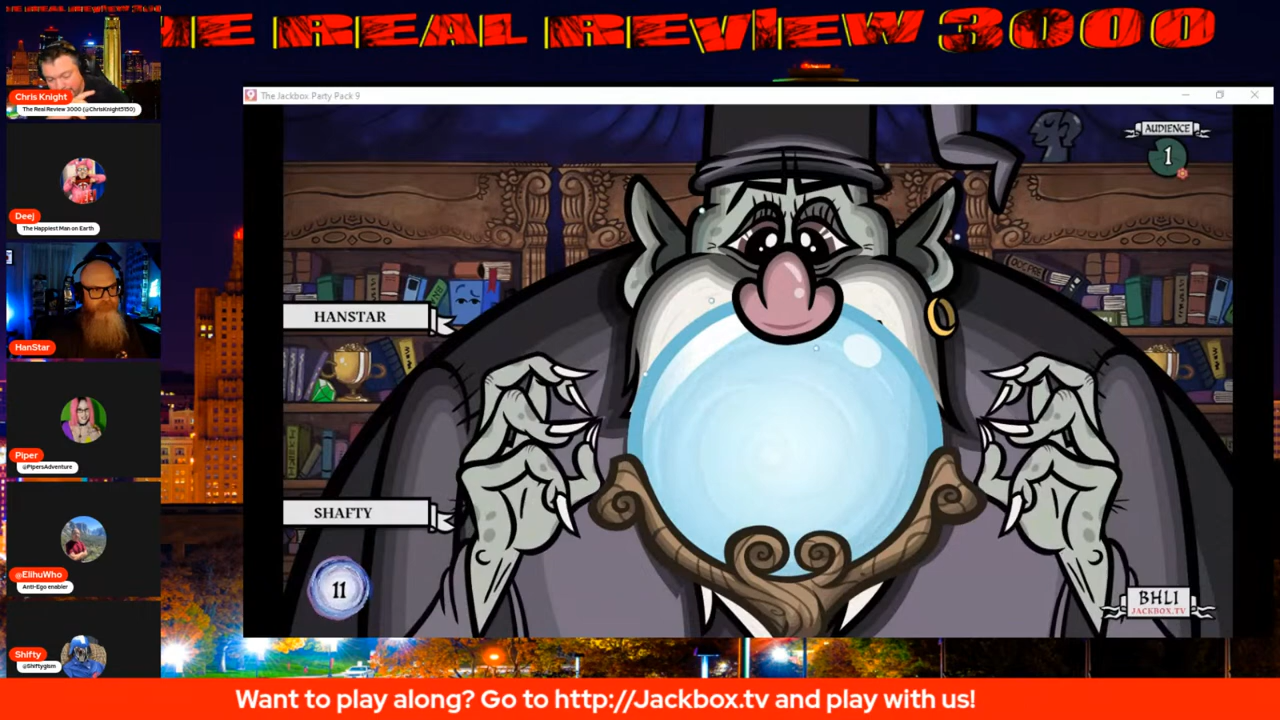 HE REAL REVIEW 3000
Chris Knight
The Real Review 3000 (@ChrisKnight5150)
Deej
The Happiest Man on Earth
HanStar
Piper
@PipersAdventure
@ElihuWho
Anti-Ego enabler
Shifty
@Shiftygism
The Jackbox Party Pack 9
AUDIENCE
1
HANSTAR
SHAFTY
11
BHLI
JACKBOX.TV
Want to play along? Go to http://Jackbox.tv and play with us!